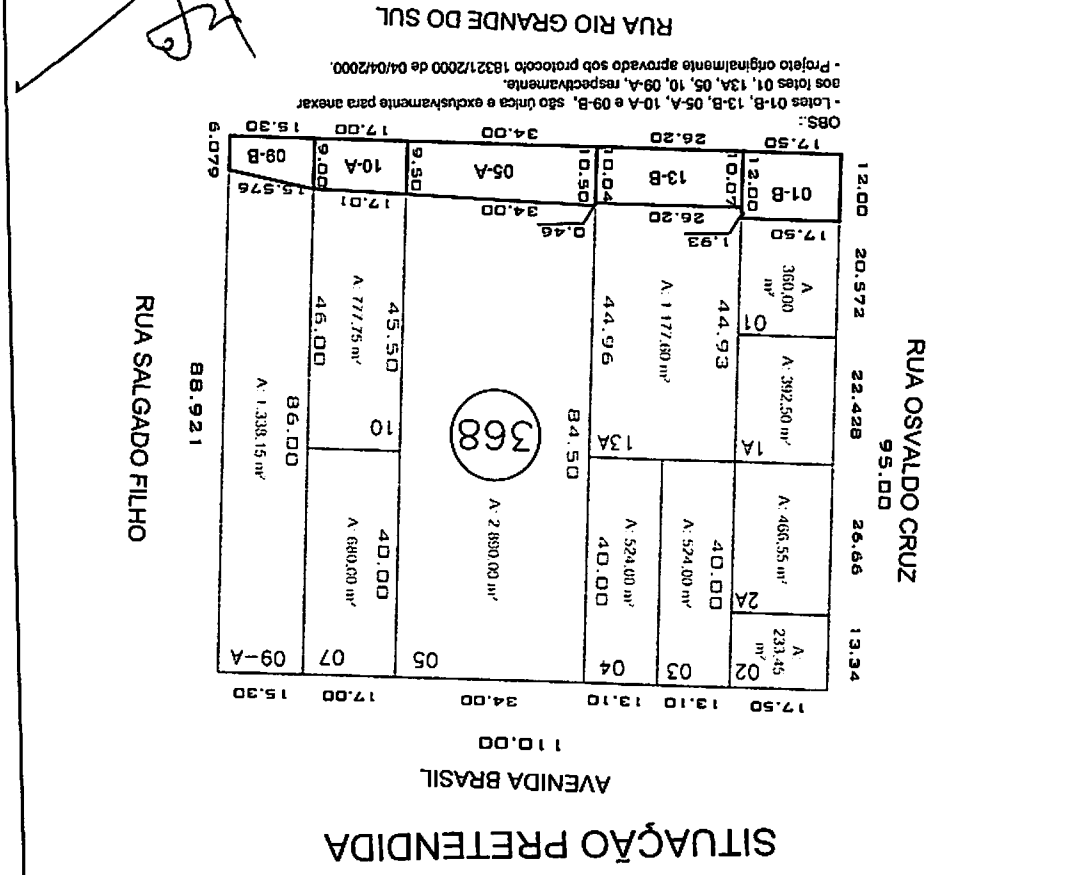 SITUAÇÃO PRETENDIDA
AVENIDA BRASIL
110.00
17.50 13.10 13.10 34.00 17.00 15.30
02 03 04 05 07 09-A
A:
233.45
m²
13.34
2A
A: 466.55 m²
26.66
40.00
A: 524.00 m²
A: 524.00 m²
40.00
A: 2 890.00 m²
40.00
A: 680.00 m²
RUA OSVALDO CRUZ
95.00
1A
A: 392.50 m²
22.428
13A
84.50
368
10
86.00
A: 1.338.15 m²
88.921
RUA SALGADO FILHO
01
A
360.00
m²
20.572
44.93
A: 1 177.60 m²
44.96
45.50
A: 777.75 m²
46.00
17.50 1.93 26.20 0.46 34.00 17.01 15.576
12.00 01-B 12.00 10.07 13-B 10.04 10.50 05-A 9.50 10-A 9.00 09-B 6.079
17.50 26.20 34.00 17.00 15.30
OBS.:
- Lotes 01-B, 13-B, 05-A, 10-A e 09-B, são única e exclusivamente para anexar
aos lotes 01, 13A, 05, 10, 09-A, respectivamente.
- Projeto originalmente aprovado sob protocolo 18321/2000 de 04/04/2000.
RUA RIO GRANDE DO SUL